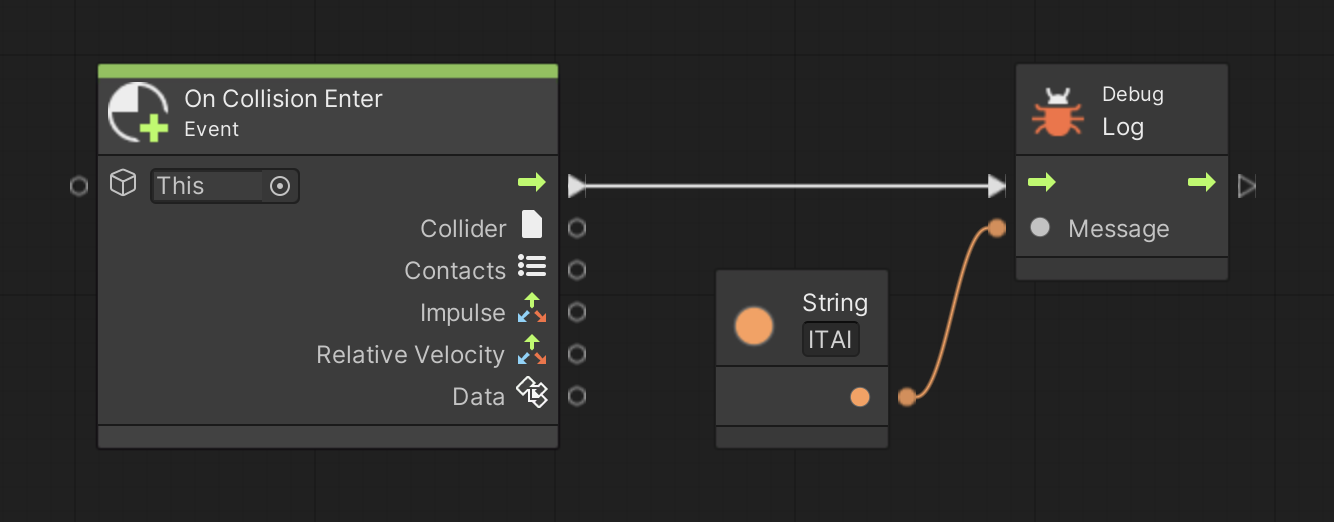 On Collision Enter
Event
This
Collider
Contacts
Impulse
Relative Velocity
Data
String
ITAI
Debug
Log
Message